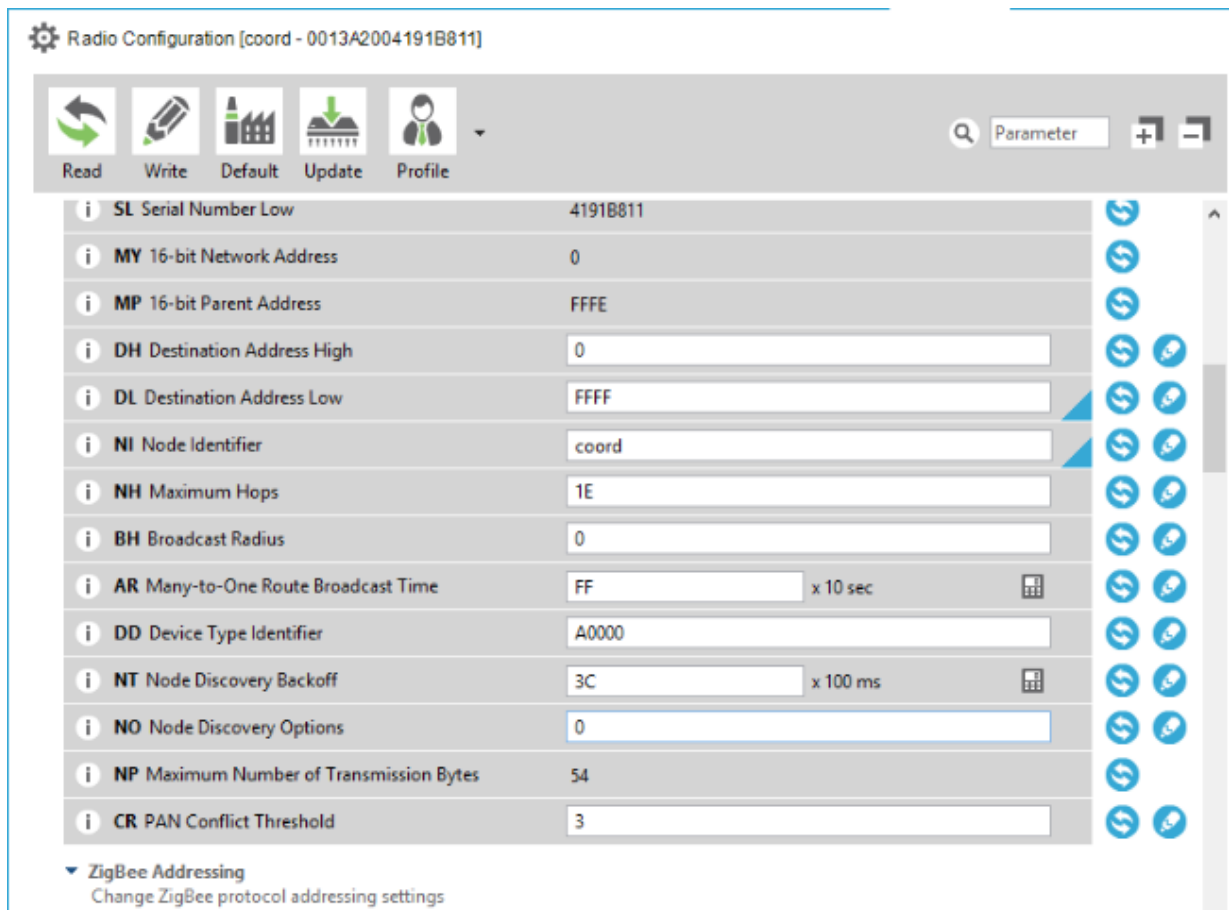 Radio Configuration [coord - 0013A2004191B811]
Read Write Default Update Profile Parameter
i SL Serial Number Low 4191B811
i MY 16-bit Network Address 0
i MP 16-bit Parent Address FFFE
i DH Destination Address High 0
i DL Destination Address Low FFFF
i NI Node Identifier coord
i NH Maximum Hops 1E
i BH Broadcast Radius 0
i AR Many-to-One Route Broadcast Time FF x 10 sec
i DD Device Type Identifier A0000
i NT Node Discovery Backoff 3C x 100 ms
i NO Node Discovery Options 0
i NP Maximum Number of Transmission Bytes 54
i CR PAN Conflict Threshold 3
ZigBee Addressing
Change ZigBee protocol addressing settings